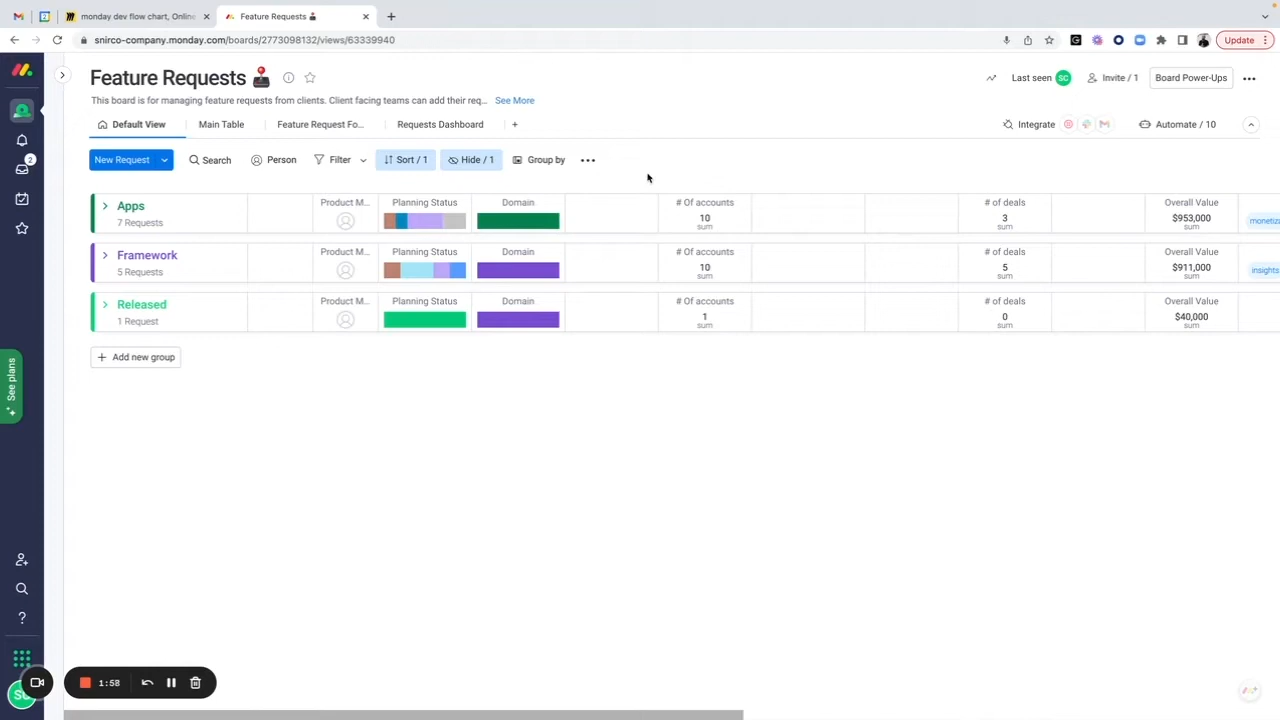 monday dev flow chart, Online
Feature Requests
snirco-company.monday.com/boards/2773098132/views/63339940
Update
Feature Requests
Last seen SC
Invite / 1
Board Power-Ups
This board is for managing feature requests from clients. Client facing teams can add their req... See More
Default View
Main Table
Feature Request Fo...
Requests Dashboard
Integrate
Automate / 10
New Request
Search
Person
Filter
Sort / 1
Hide / 1
Group by
2
Apps
7 Requests
Product M...
Planning Status
Domain
# Of accounts
10
sum
# of deals
3
sum
Overall Value
$953,000
sum
monetiz
Framework
5 Requests
Product M...
Planning Status
Domain
# Of accounts
10
sum
# of deals
5
sum
Overall Value
$911,000
sum
insights
Released
1 Request
Product M...
Planning Status
Domain
# Of accounts
1
sum
# of deals
0
sum
Overall Value
$40,000
sum
+ Add new group
See plans
1:58